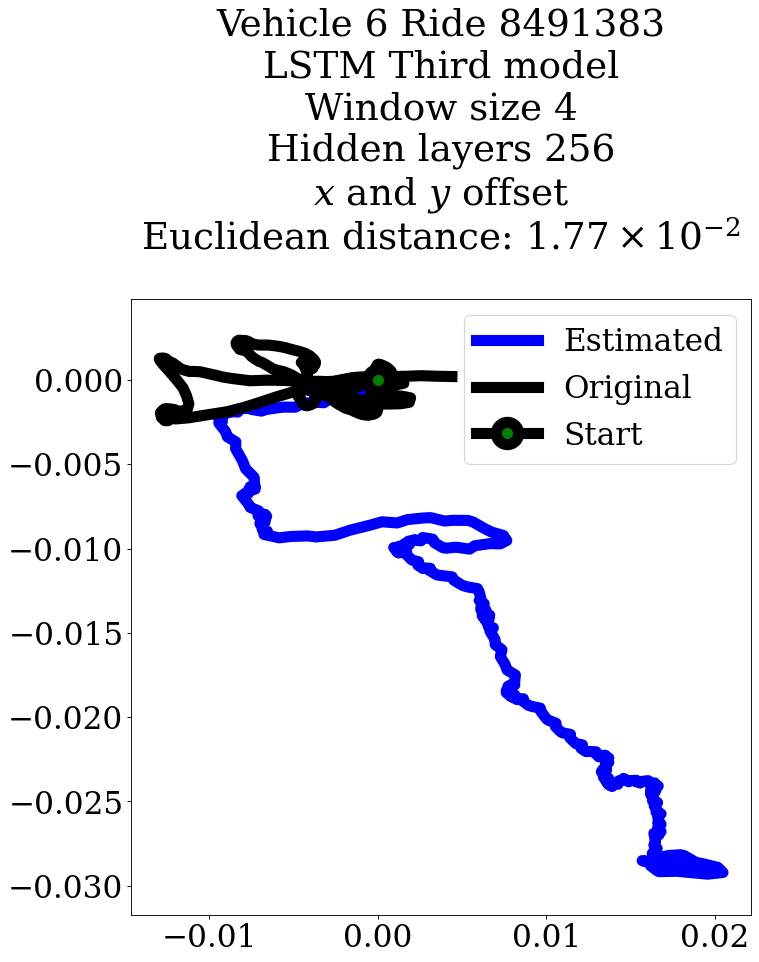 Vehicle 6 Ride 8491383
LSTM Third model
Window size 4
Hidden layers 256
x and y offset
Euclidean distance: 1.77 × 10⁻²
Estimated
Original
Start
0.000
−0.005
−0.010
−0.015
−0.020
−0.025
−0.030
−0.01 0.00 0.01 0.02